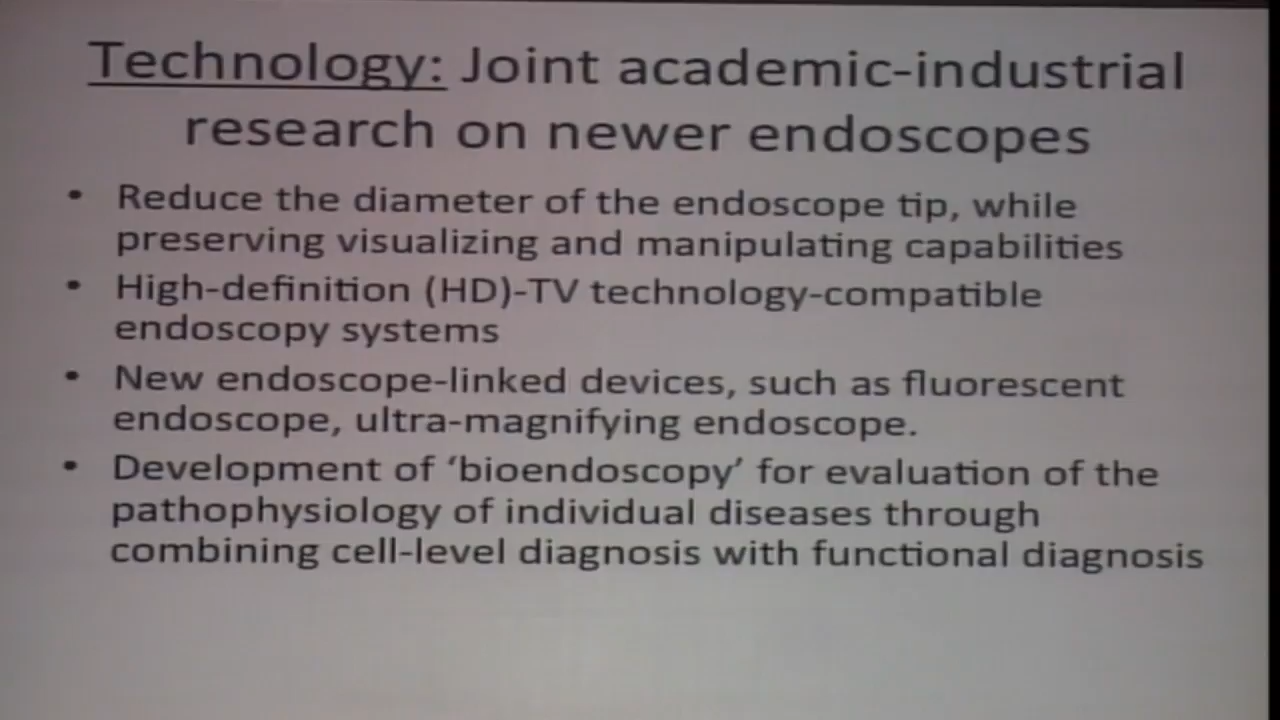 Technology: Joint academic-industrial
research on newer endoscopes
• Reduce the diameter of the endoscope tip, while
preserving visualizing and manipulating capabilities
• High-definition (HD)-TV technology-compatible
endoscopy systems
• New endoscope-linked devices, such as fluorescent
endoscope, ultra-magnifying endoscope.
• Development of ‘bioendoscopy’ for evaluation of the
pathophysiology of individual diseases through
combining cell-level diagnosis with functional diagnosis